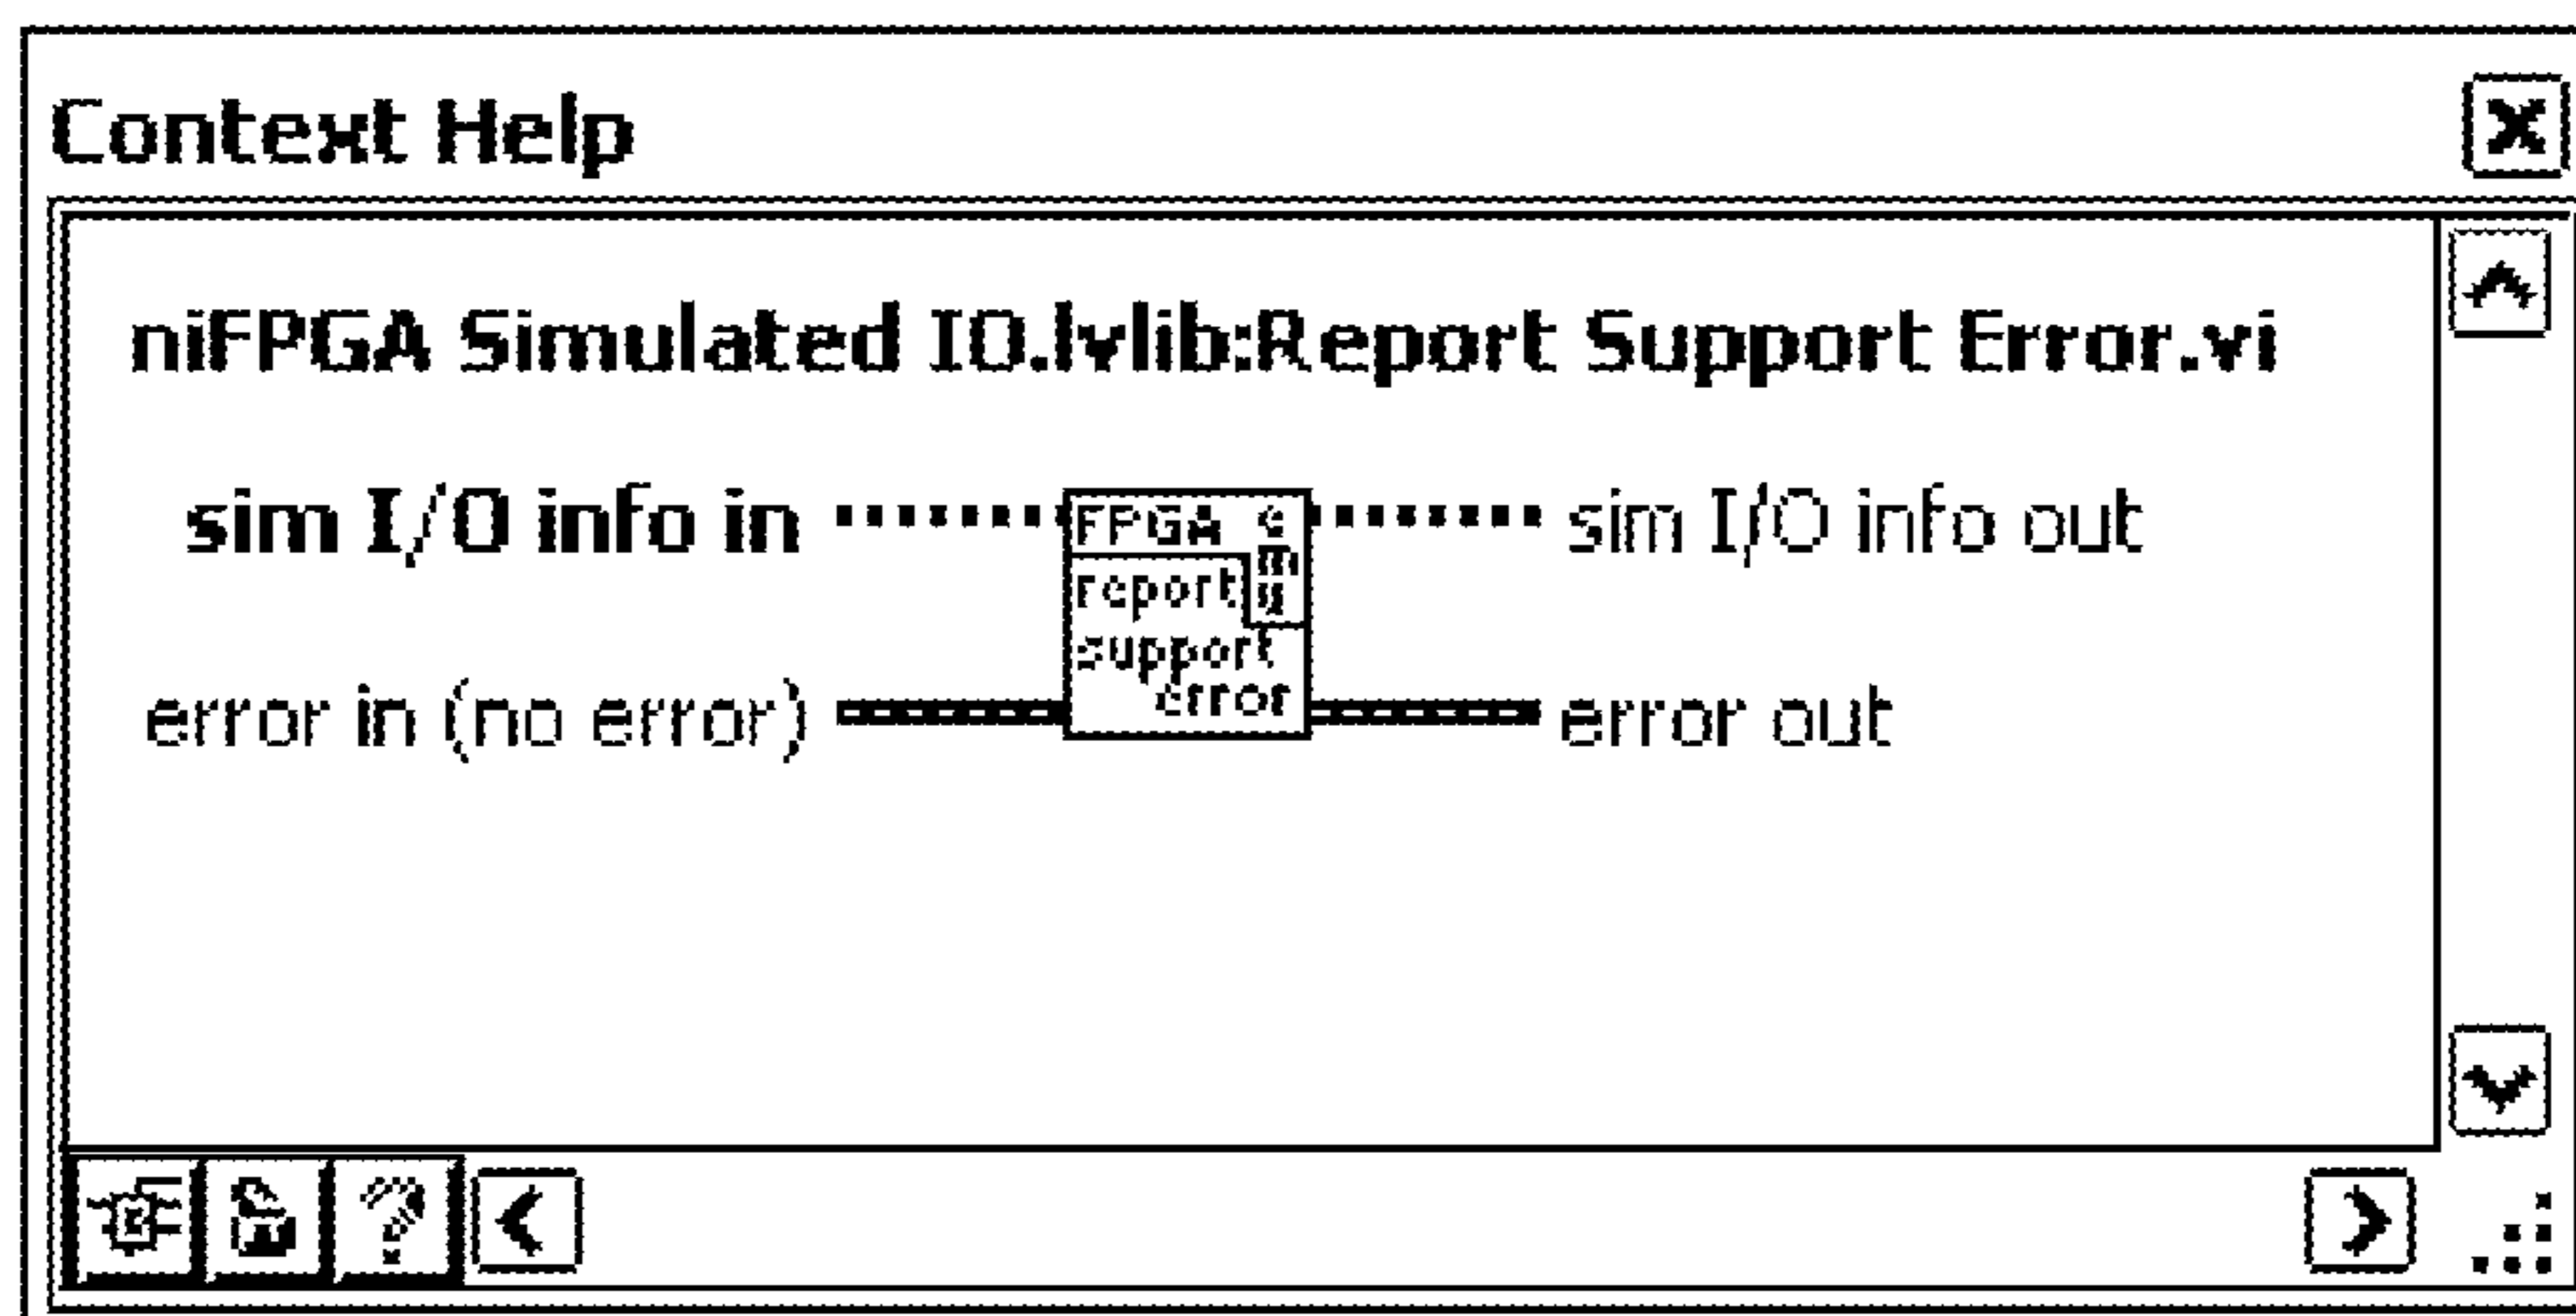 Context Help
niFPGA Simulated IO.lvlib:Report Support Error.vi
sim I/O info in
FPGA emu
sim I/O info out
report
support
error in (no error)
error
error out